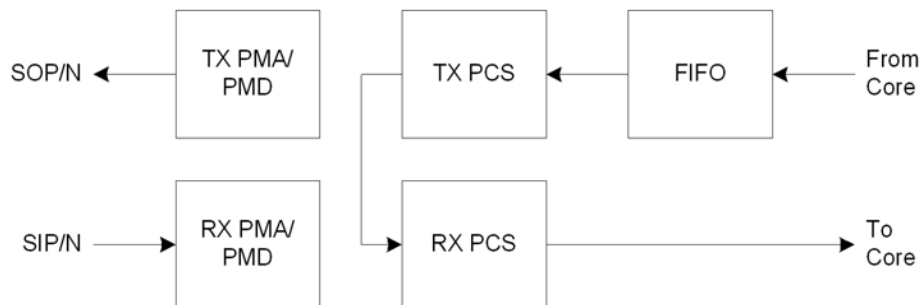 SOP/N
TX PMA/
PMD
TX PCS
FIFO
From
Core
SIP/N
RX PMA/
PMD
RX PCS
To
Core